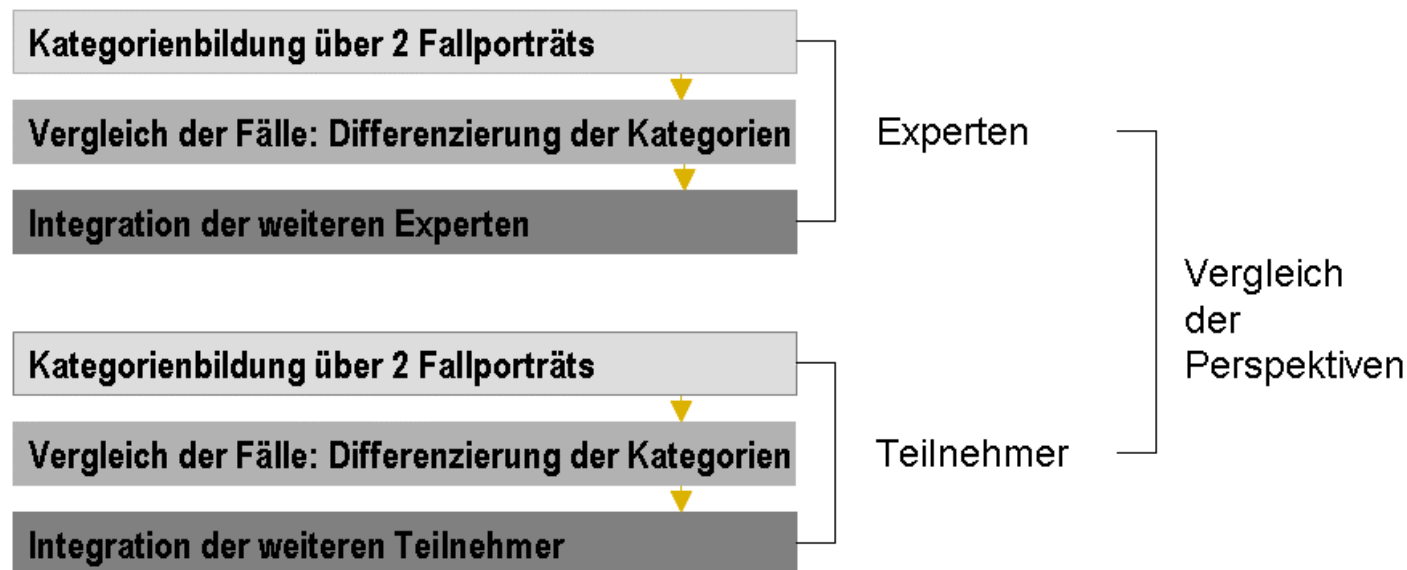 Kategorienbildung über 2 Fallporträts
Vergleich der Fälle: Differenzierung der Kategorien
Integration der weiteren Experten
Experten
Kategorienbildung über 2 Fallporträts
Vergleich der Fälle: Differenzierung der Kategorien
Integration der weiteren Teilnehmer
Teilnehmer
Vergleich
der
Perspektiven